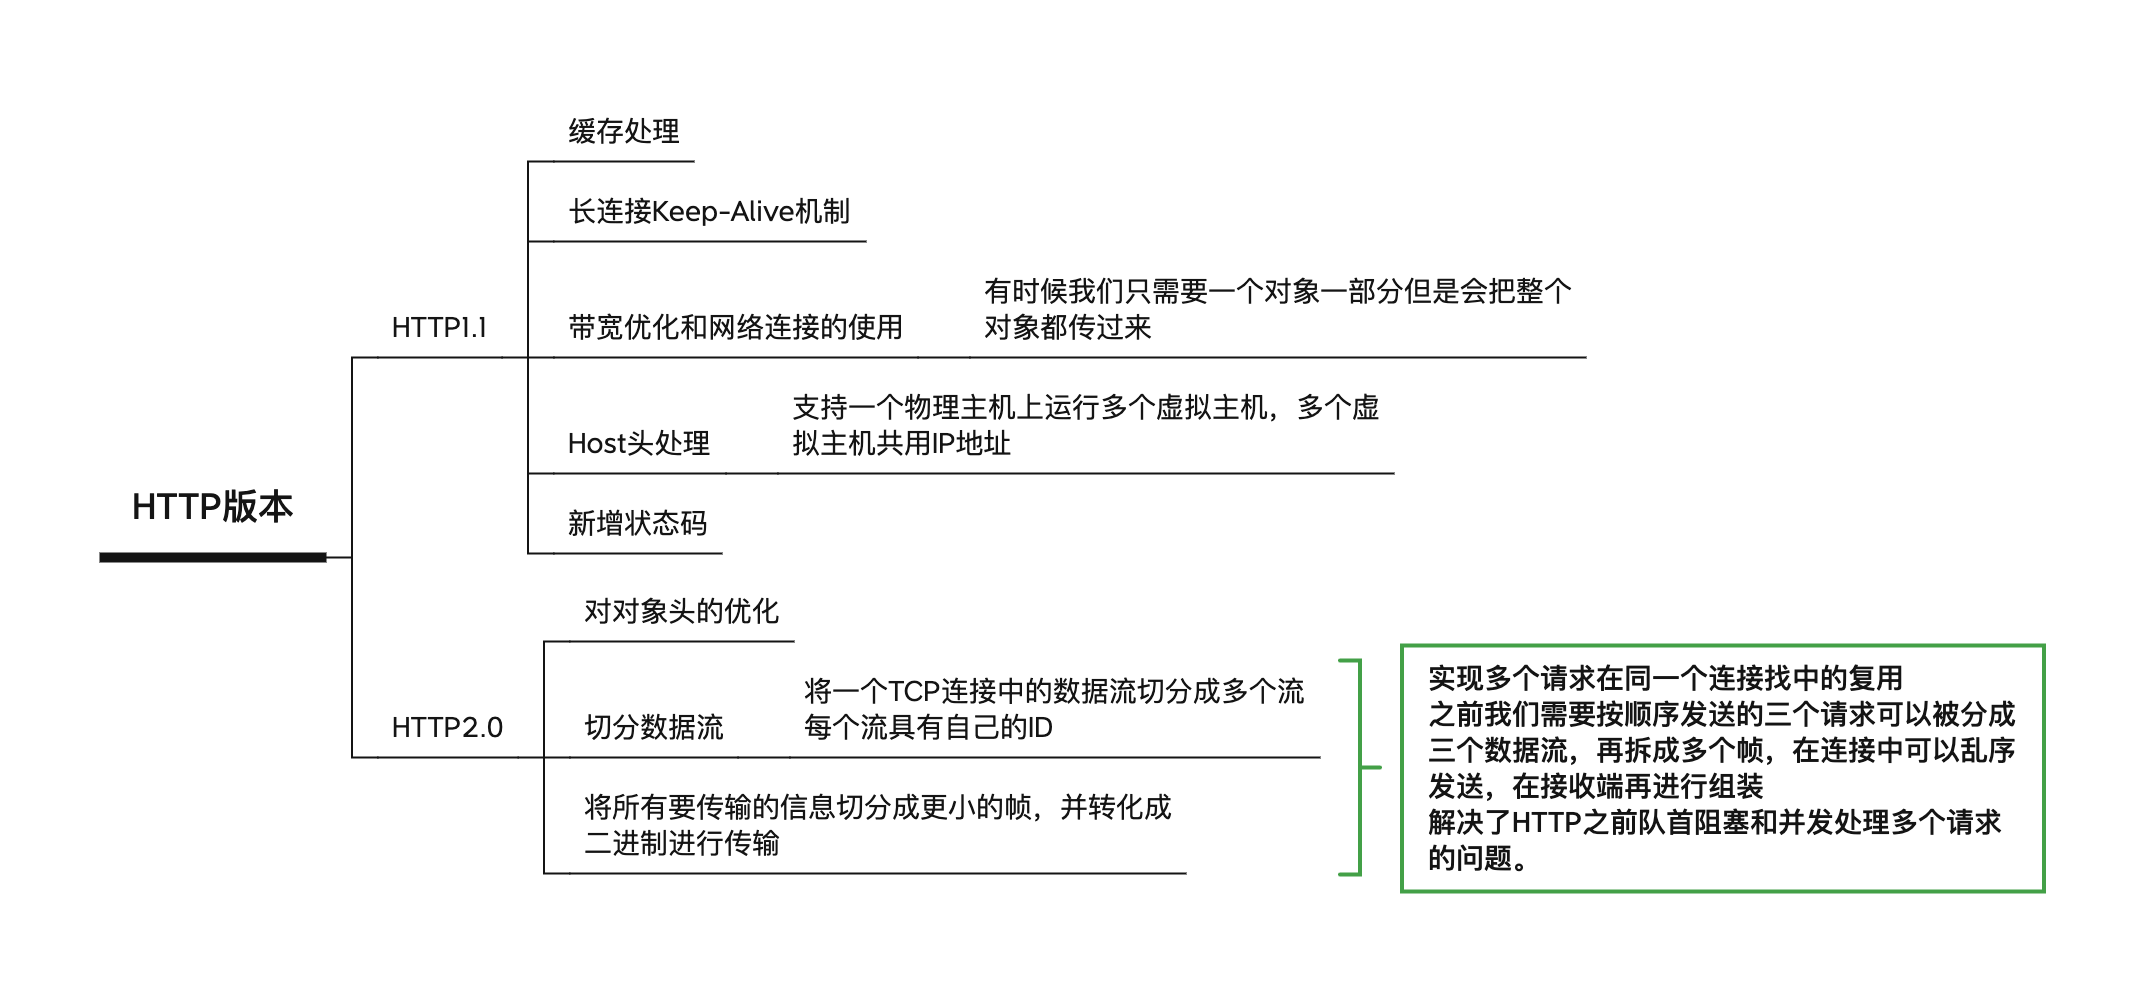 HTTP版本
HTTP1.1
缓存处理
长连接Keep-Alive机制
带宽优化和网络连接的使用
有时候我们只需要一个对象一部分但是会把整个
对象都传过来
Host头处理
支持一个物理主机上运行多个虚拟主机，多个虚
拟主机共用IP地址
新增状态码
HTTP2.0
对对象头的优化
切分数据流
将一个TCP连接中的数据流切分成多个流
每个流具有自己的ID
将所有要传输的信息切分成更小的帧，并转化成
二进制进行传输
实现多个请求在同一个连接找中的复用
之前我们需要按顺序发送的三个请求可以被分成
三个数据流，再拆成多个帧，在连接中可以乱序
发送，在接收端再进行组装
解决了HTTP之前队首阻塞和并发处理多个请求
的问题。